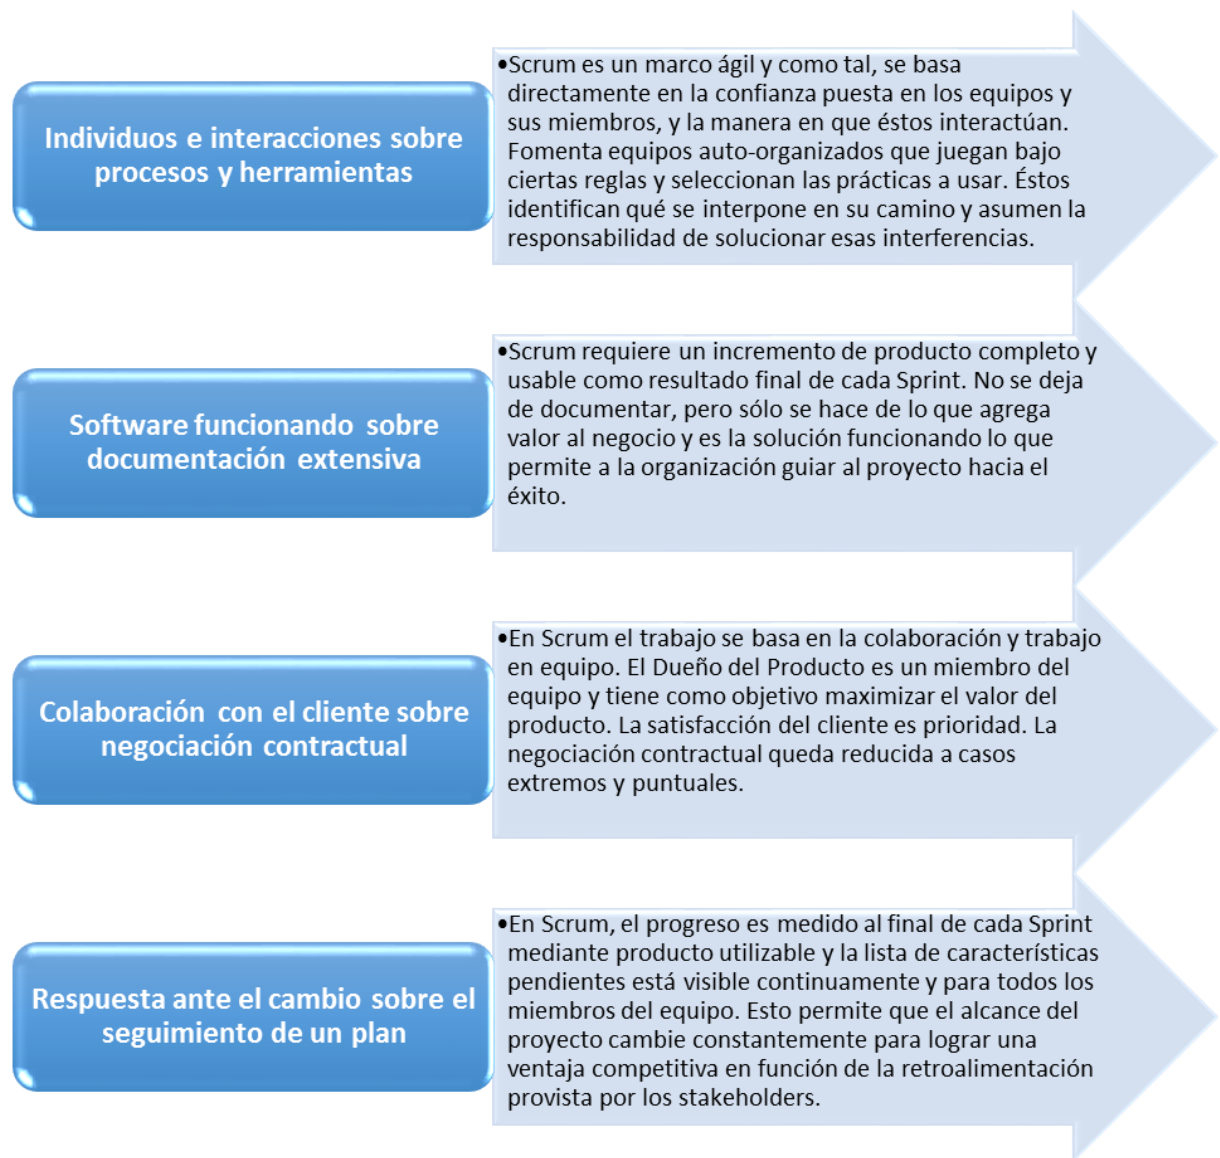 Individuos e interacciones sobre
procesos y herramientas
•Scrum es un marco ágil y como tal, se basa
directamente en la confianza puesta en los equipos y
sus miembros, y la manera en que éstos interactúan.
Fomenta equipos auto-organizados que juegan bajo
ciertas reglas y seleccionan las prácticas a usar. Éstos
identifican qué se interpone en su camino y asumen la
responsabilidad de solucionar esas interferencias.
Software funcionando sobre
documentación extensiva
•Scrum requiere un incremento de producto completo y
usable como resultado final de cada Sprint. No se deja
de documentar, pero sólo se hace de lo que agrega
valor al negocio y es la solución funcionando lo que
permite a la organización guiar al proyecto hacia el
éxito.
Colaboración con el cliente sobre
negociación contractual
•En Scrum el trabajo se basa en la colaboración y trabajo
en equipo. El Dueño del Producto es un miembro del
equipo y tiene como objetivo maximizar el valor del
producto. La satisfacción del cliente es prioridad. La
negociación contractual queda reducida a casos
extremos y puntuales.
Respuesta ante el cambio sobre el
seguimiento de un plan
•En Scrum, el progreso es medido al final de cada Sprint
mediante producto utilizable y la lista de características
pendientes está visible continuamente y para todos los
miembros del equipo. Esto permite que el alcance del
proyecto cambie constantemente para lograr una
ventaja competitiva en función de la retroalimentación
provista por los stakeholders.